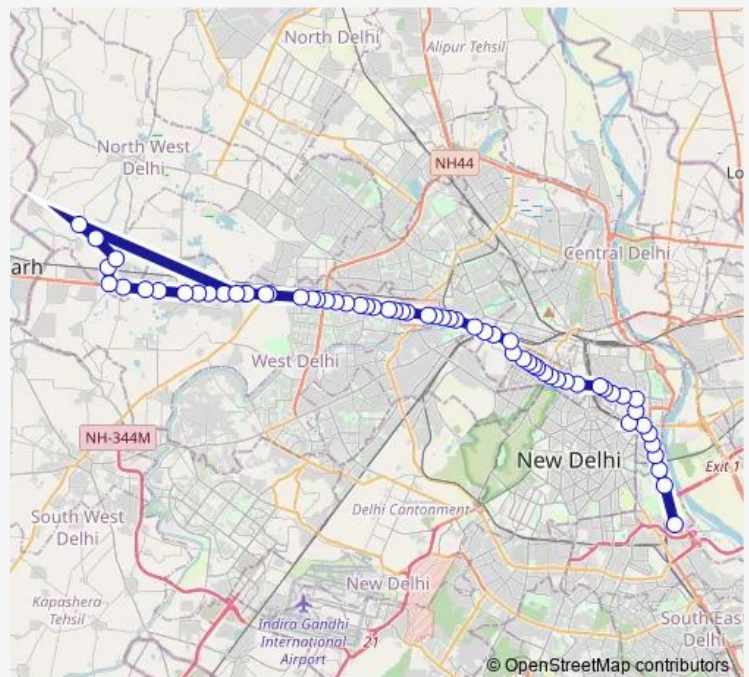 North Delhi
Alipur Tehsil
North West
Delhi
NH44
Lo
Central Delhi
arh
West Delhi
NH-344M
New Delhi
Exit 1
South West
Delhi
Delhi Cantonment
New Delhi
Kapashera
Tehsil
Indira Gandhi
International
Airport
21
South East
Delhi
© OpenStreetMap contributors